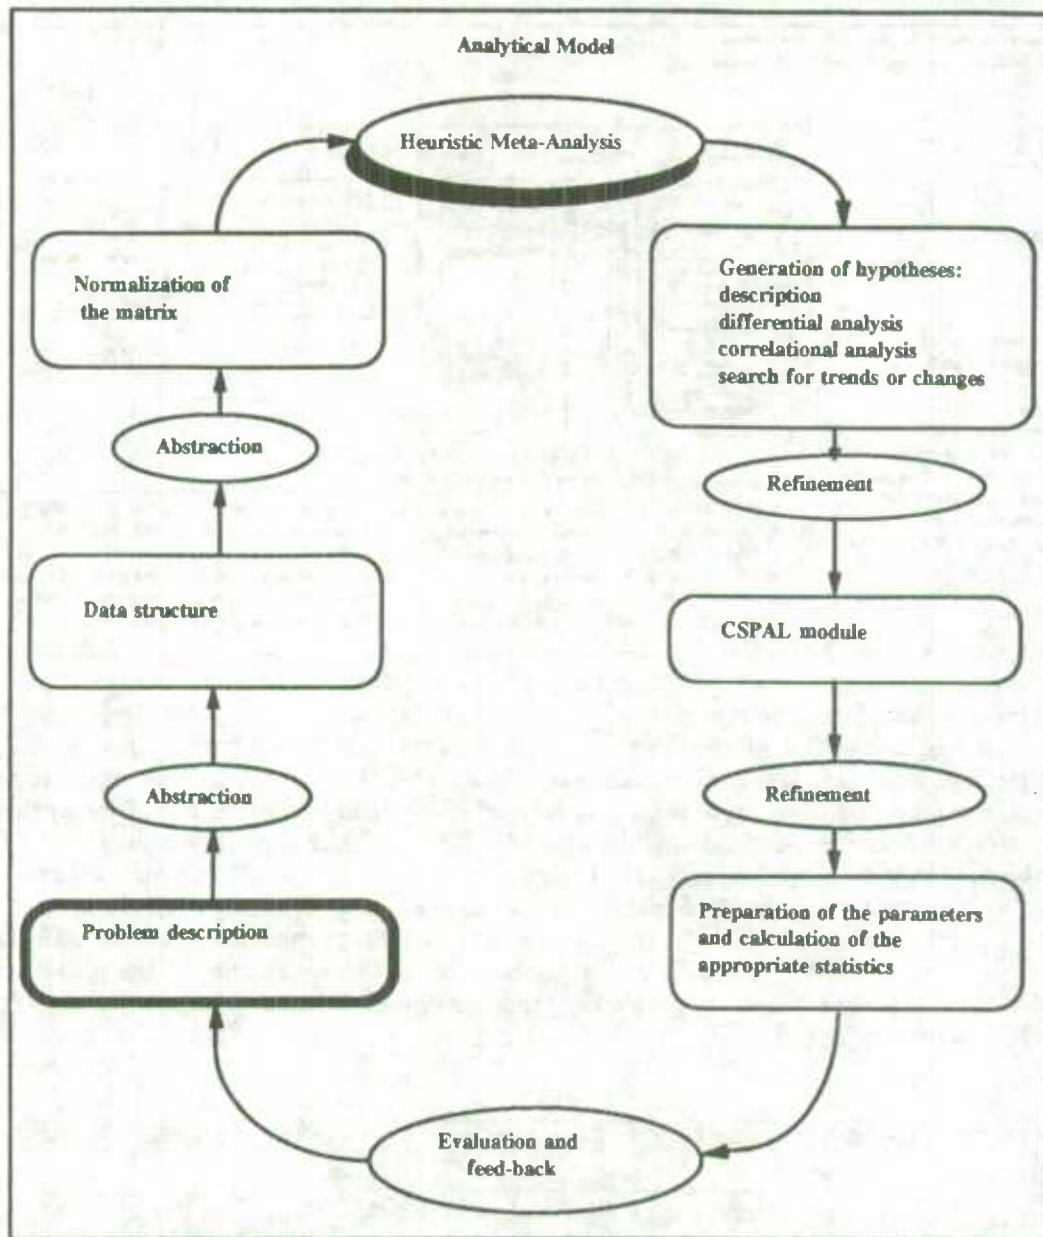 Analytical Model
Heuristic Meta-Analysis
Normalization of
the matrix
Generation of hypotheses:
description
differential analysis
correlational analysis
search for trends or changes
Abstraction
Refinement
Data structure
CSPAL module
Abstraction
Refinement
Problem description
Preparation of the parameters
and calculation of the
appropriate statistics
Evaluation and
feed-back